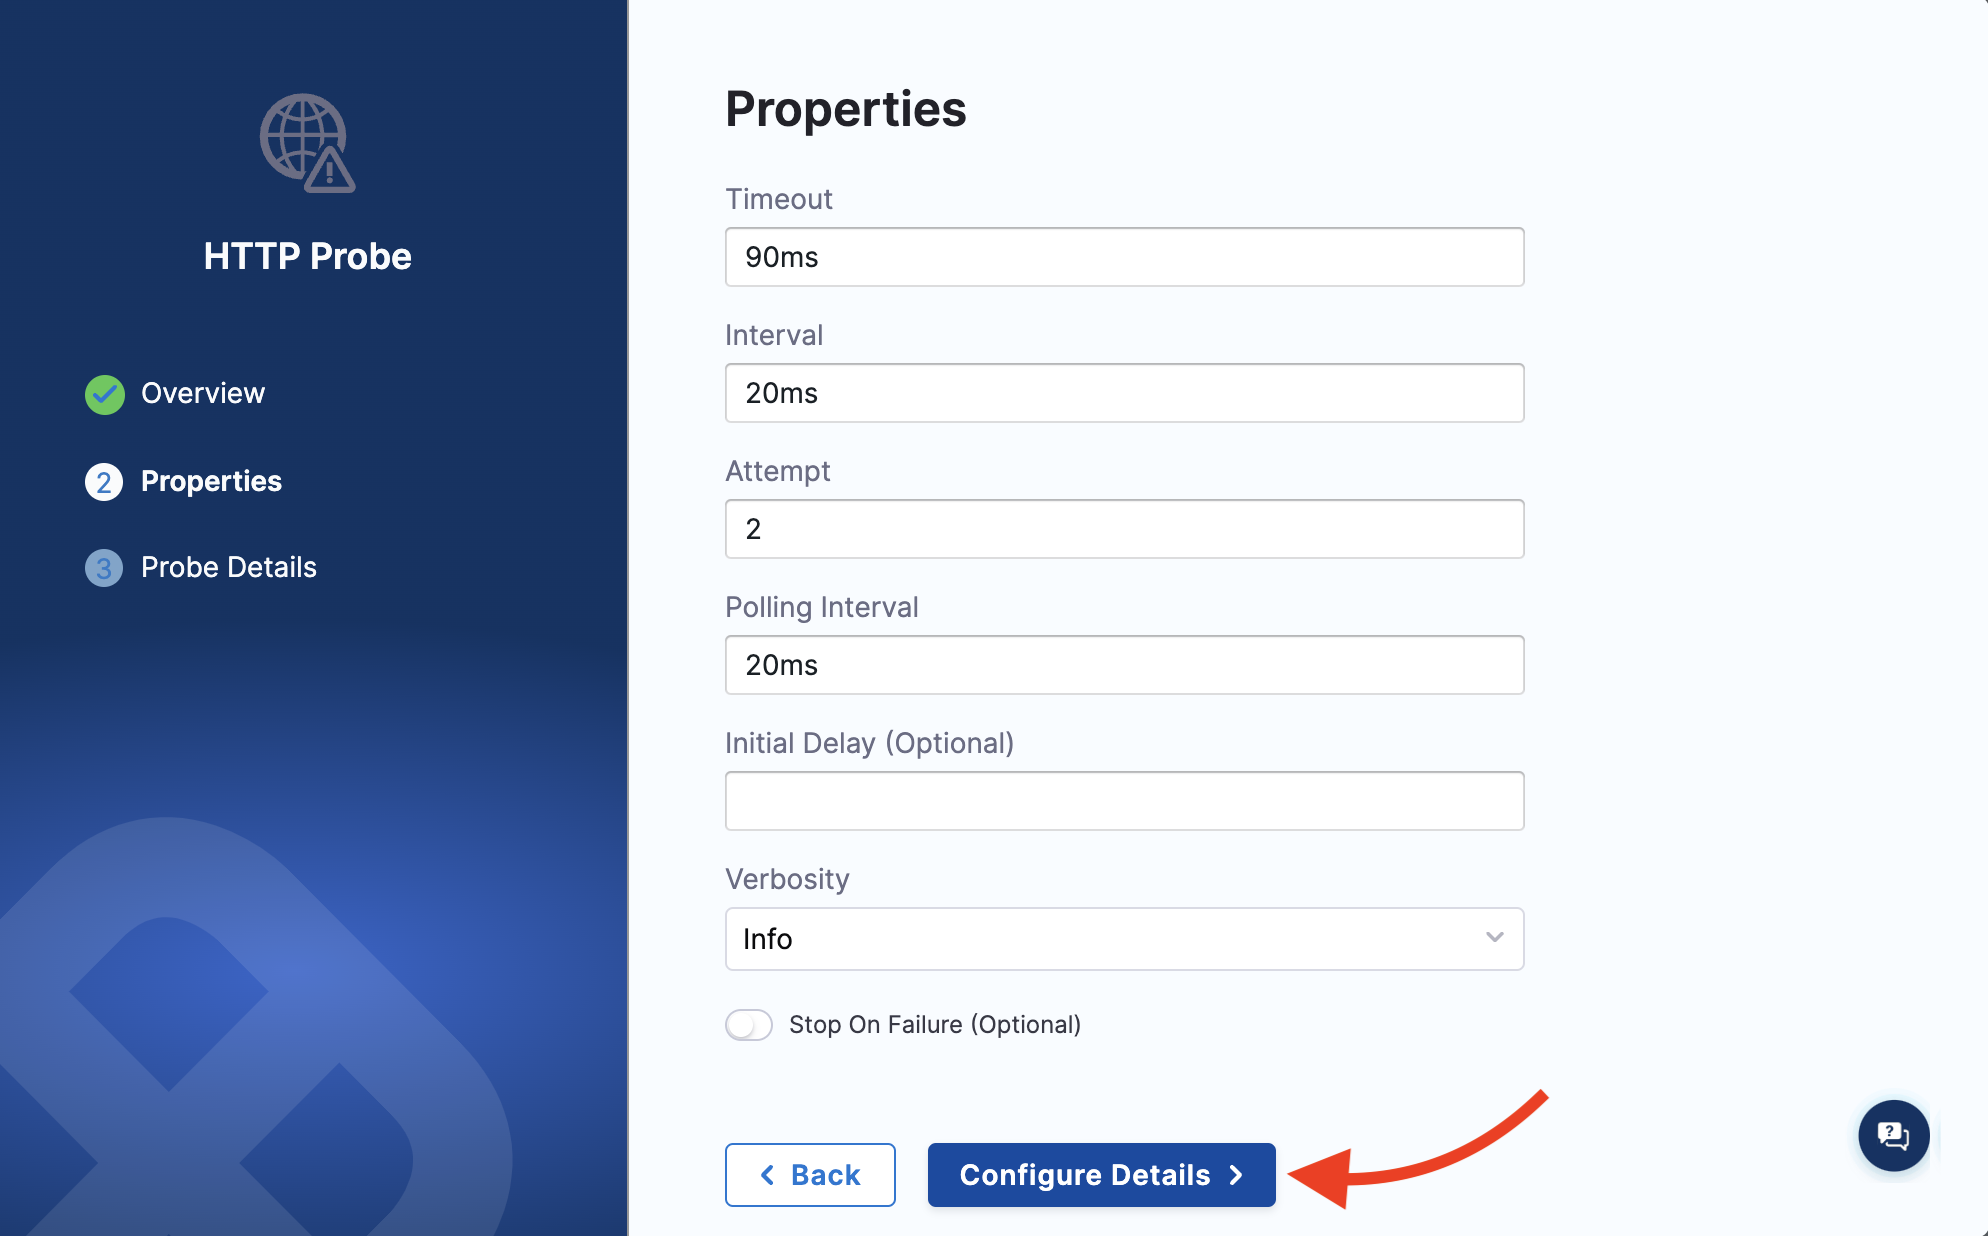 HTTP Probe
Overview
2 Properties
3 Probe Details
Properties
Timeout
90ms
Interval
20ms
Attempt
2
Polling Interval
20ms
Initial Delay (Optional)
Verbosity
Info
Stop On Failure (Optional)
Back
Configure Details